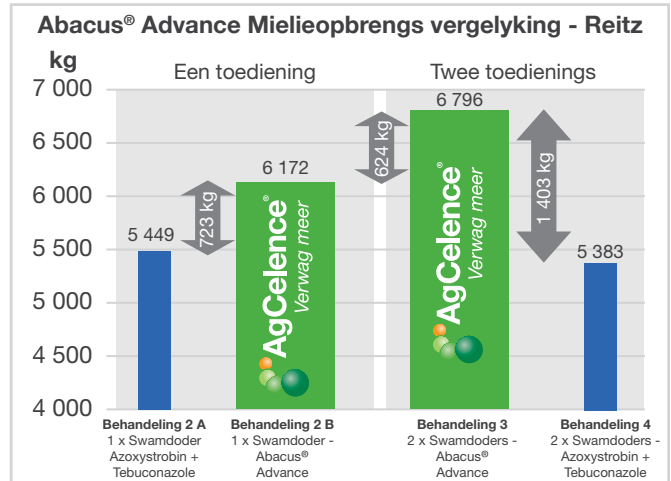 Abacus® Advance Mielieopbrengs vergelyking - Reitz
kg
Een toediening
Twee toedienings
7 000
6 500
6 000
5 500
5 000
4 500
4 000
5 449
723 kg
6 172
AgCelence®
Verwag meer
624 kg
6 796
AgCelence®
Verwag meer
1 403 kg
5 383
Behandeling 2 A
1 x Swamdoder
Azoxystrobin +
Tebuconazole
Behandeling 2 B
1 x Swamdoder -
Abacus®
Advance
Behandeling 3
2 x Swamdoders -
Abacus®
Advance
Behandeling 4
2 x Swamdoders -
Azoxystrobin +
Tebuconazole